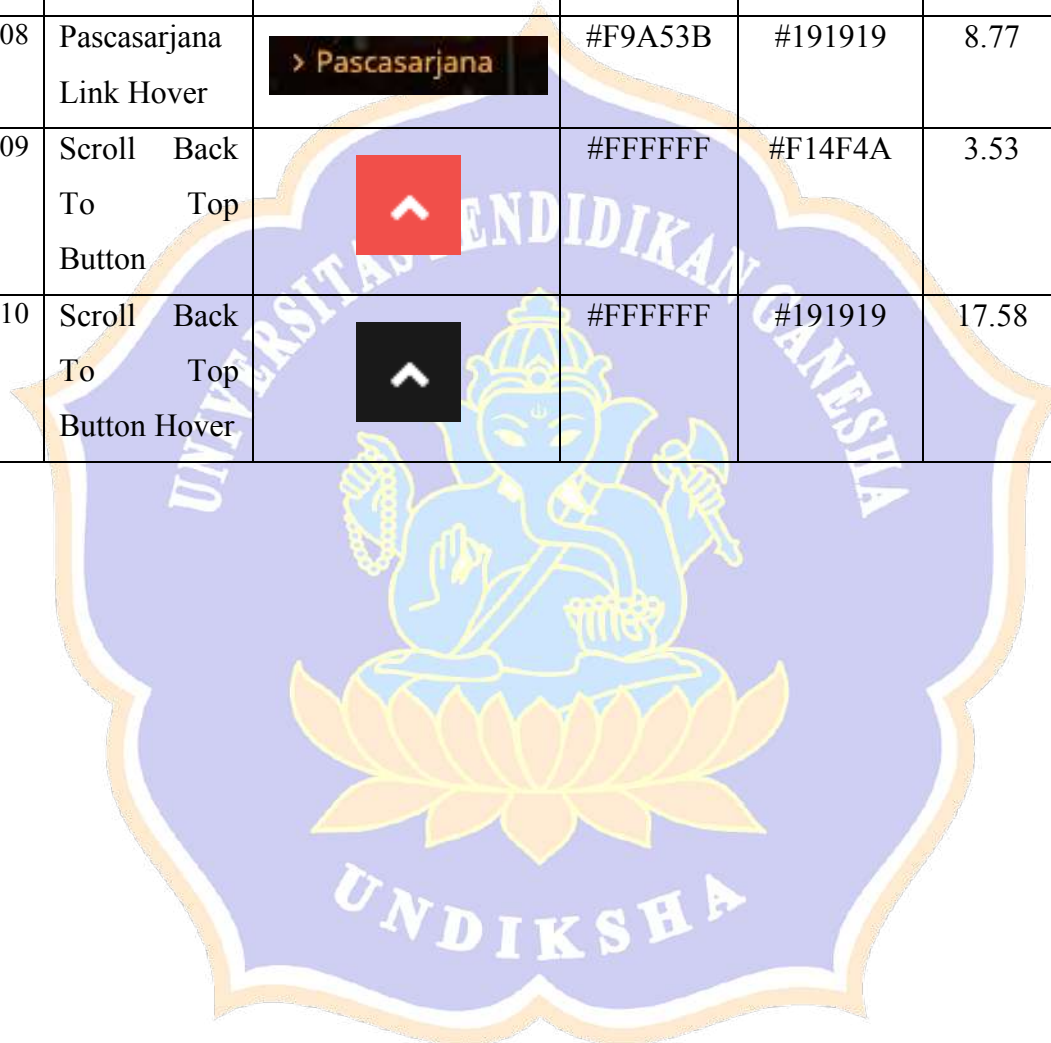 08 Pascasarjana Link Hover > Pascasarjana #F9A53B #191919 8.77
09 Scroll Back To Top Button #FFFFFF #F14F4A 3.53
10 Scroll Back To Top Button Hover #FFFFFF #191919 17.58
UNIVERSITAS PENDIDIKAN GANESHA
UNDIKSHA